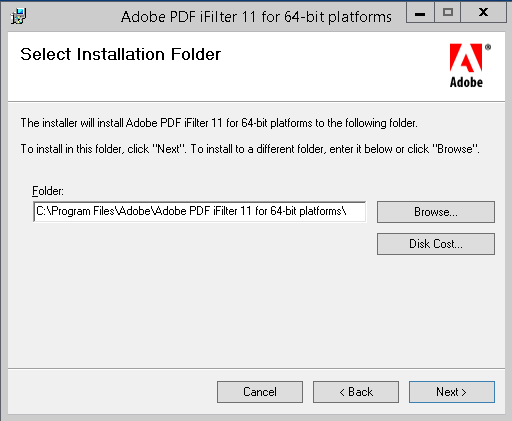 Adobe PDF iFilter 11 for 64-bit platforms
Select Installation Folder
Adobe
The installer will install Adobe PDF iFilter 11 for 64-bit platforms to the following folder.
To install in this folder, click "Next". To install to a different folder, enter it below or click "Browse".
Folder:
C:\Program Files\Adobe\Adobe PDF iFilter 11 for 64-bit platforms\
Browse...
Disk Cost...
Cancel
< Back
Next >